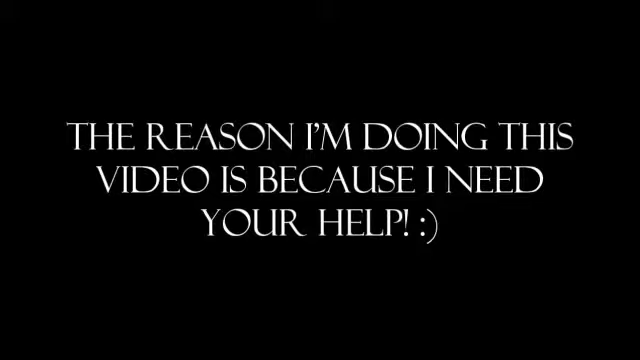 THE REASON I'M DOING THIS
VIDEO IS BECAUSE I NEED
YOUR HELP! :)